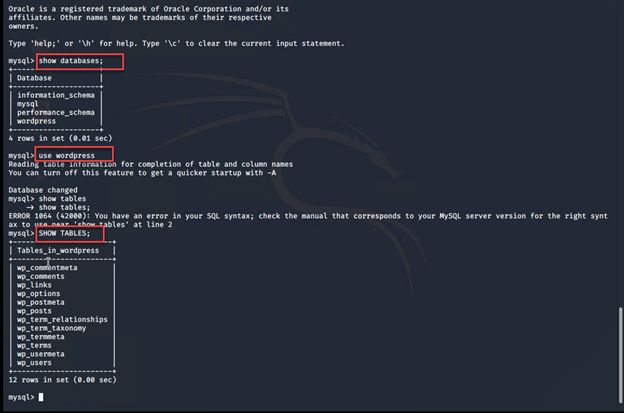 Oracle is a registered trademark of Oracle Corporation and/or its
affiliates. Other names may be trademarks of their respective
owners.
Type 'help;' or '\h' for help. Type '\c' to clear the current input statement.
mysql> show databases;
+--------------------+
| Database           |
+--------------------+
| information_schema |
| mysql              |
| performance_schema |
| wordpress          |
+--------------------+
4 rows in set (0.01 sec)
mysql> use wordpress
Reading table information for completion of table and column names
You can turn off this feature to get a quicker startup with -A
Database changed
mysql> show tables
    -> show tables;
ERROR 1064 (42000): You have an error in your SQL syntax; check the manual that corresponds to your MySQL server version for the right synt
ax to use near 'show tables' at line 2
mysql> SHOW TABLES;
+-----------------------+
| Tables_in_wordpress   |
+-----------------------+
| wp_commentmeta        |
| wp_comments           |
| wp_links              |
| wp_options            |
| wp_postmeta           |
| wp_posts              |
| wp_term_relationships |
| wp_term_taxonomy      |
| wp_termmeta           |
| wp_terms              |
| wp_usermeta           |
| wp_users              |
+-----------------------+
12 rows in set (0.00 sec)
mysql>